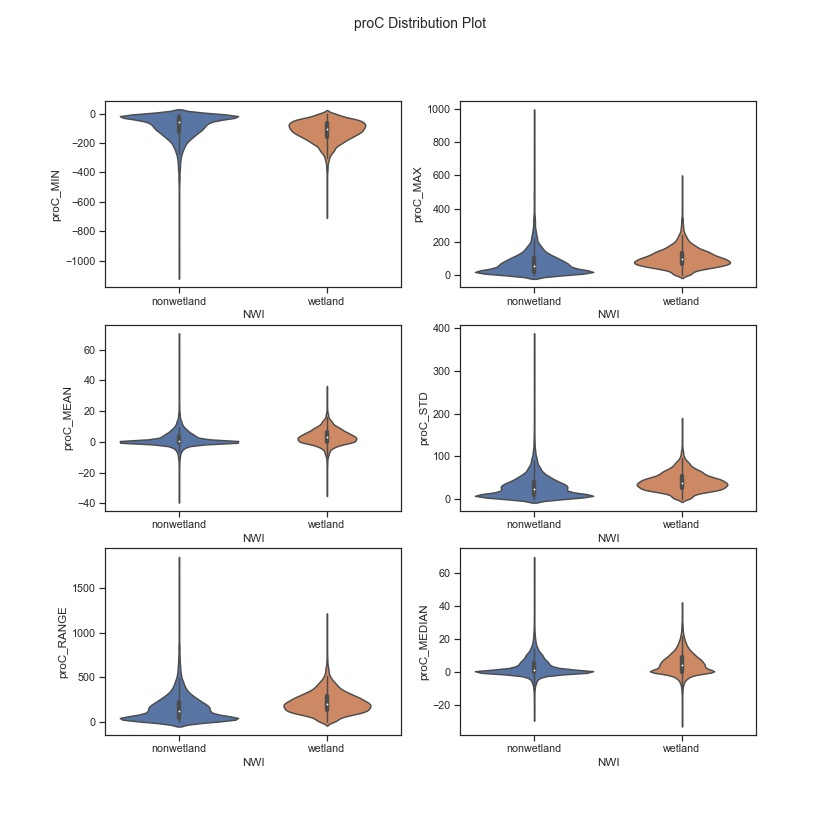 proC Distribution Plot
0
−200
−400
−600
−800
−1000
proC_MIN
nonwetland wetland
NWI
1000
800
600
400
200
0
proC_MAX
nonwetland wetland
NWI
60
40
20
0
−20
−40
proC_MEAN
nonwetland wetland
NWI
400
300
200
100
0
proC_STD
nonwetland wetland
NWI
1500
1000
500
0
proC_RANGE
nonwetland wetland
NWI
60
40
20
0
−20
proC_MEDIAN
nonwetland wetland
NWI